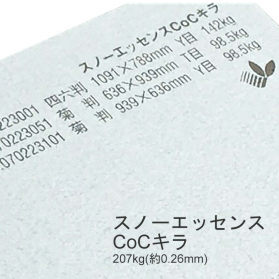 スノーエッセンスCoCキラ
223001 四六判 1091×788mm Y目 142kg
070223051 菊判 636×939mm T目 98.5kg
070223101 菊判 939×636mm Y目 98.5kg
スノーエッセンス
CoCキラ
207kg(約0.26mm)